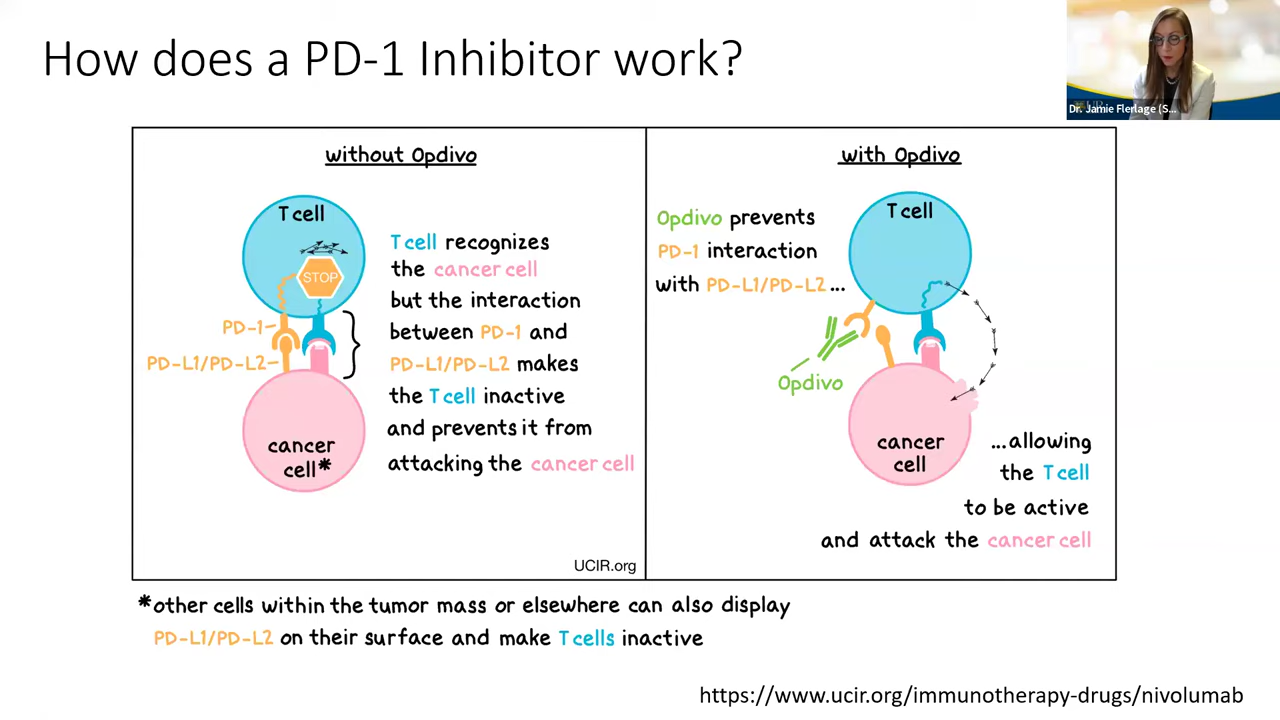 How does a PD-1 Inhibitor work?
Dr. Jamie Flerlage (S...
without Opdivo
T cell
STOP
PD-1
PD-L1/PD-L2
cancer
cell*
T cell recognizes
the cancer cell
but the interaction
between PD-1 and
PD-L1/PD-L2 makes
the T cell inactive
and prevents it from
attacking the cancer cell
UCIR.org
with Opdivo
Opdivo prevents
PD-1 interaction
with PD-L1/PD-L2 ...
T cell
Opdivo
cancer
cell
...allowing
the T cell
to be active
and attack the cancer cell
*other cells within the tumor mass or elsewhere can also display
PD-L1/PD-L2 on their surface and make T cells inactive
https://www.ucir.org/immunotherapy-drugs/nivolumab